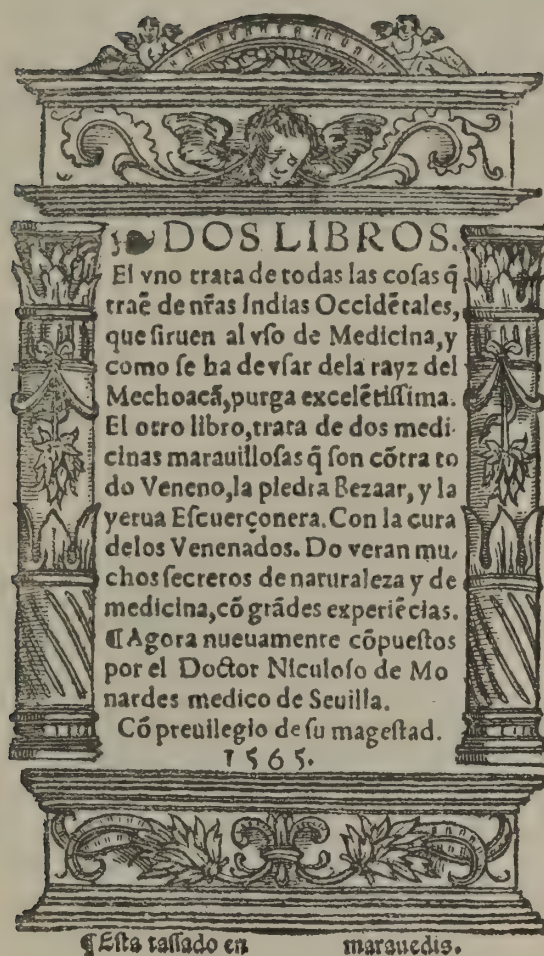 ❧DOS LIBROS.
El vno trata de todas las coſas q̃
traẽ de nr̃as Indias Occidẽtales,
que ſiruen al vſo de Medicina, y
como ſe ha de vſar dela rayz del
Mechoacã, purga excelẽtiſſima.
El otro libro, trata de dos medi-
cinas marauilloſas q̃ ſon cõtra to
do Veneno, la piedra Bezaar, y la
yerua Eſcuerçonera. Con la cura
delos Venenados. Do veran mu-
chos ſecretos de naturaleza y de
medicina, cõ grãdes experiẽcias.
¶Agora nueuamente cõpueſtos
por el Doctor Niculoſo de Mo
nardes medico de Seuilla.
Cõ preuilegio de ſu mageſtad.
1565.
¶Eſta taſſado en marauedis.